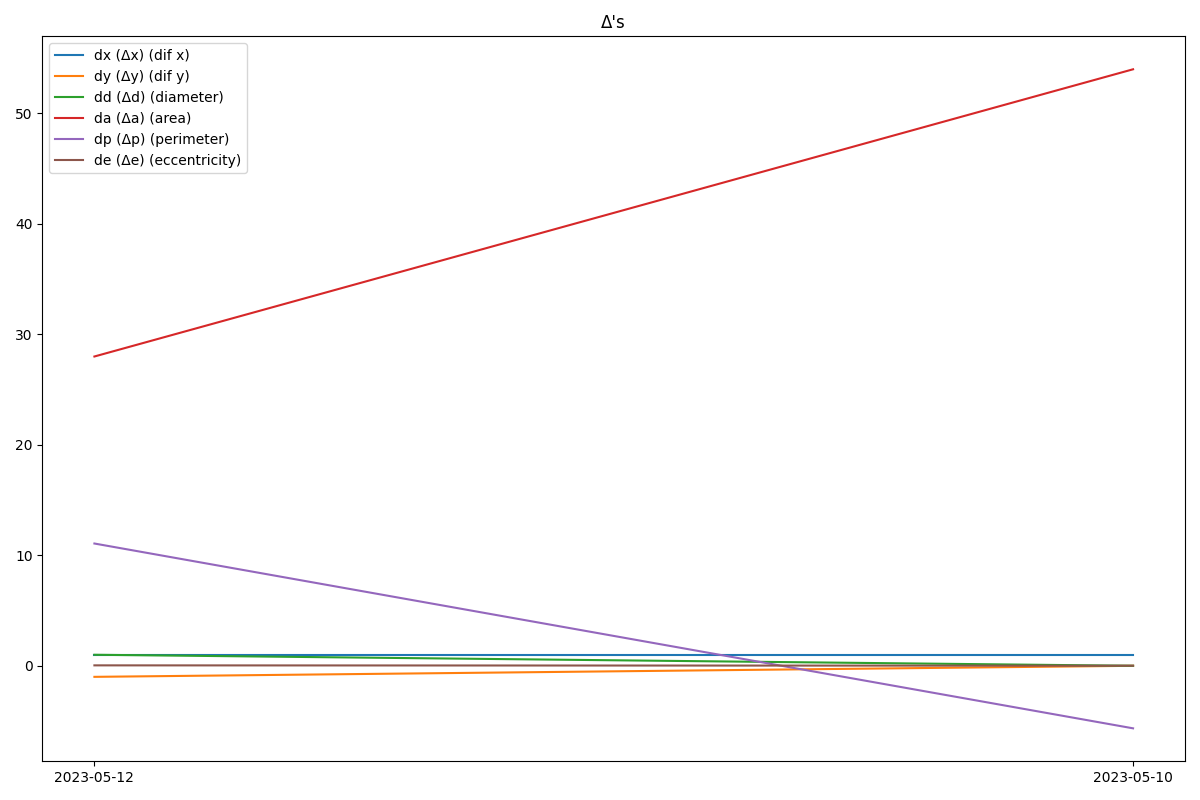 Δ's
dx (Δx) (dif x)
dy (Δy) (dif y)
dd (Δd) (diameter)
da (Δa) (area)
dp (Δp) (perimeter)
de (Δe) (eccentricity)
50
40
30
20
10
0
2023-05-12
2023-05-10